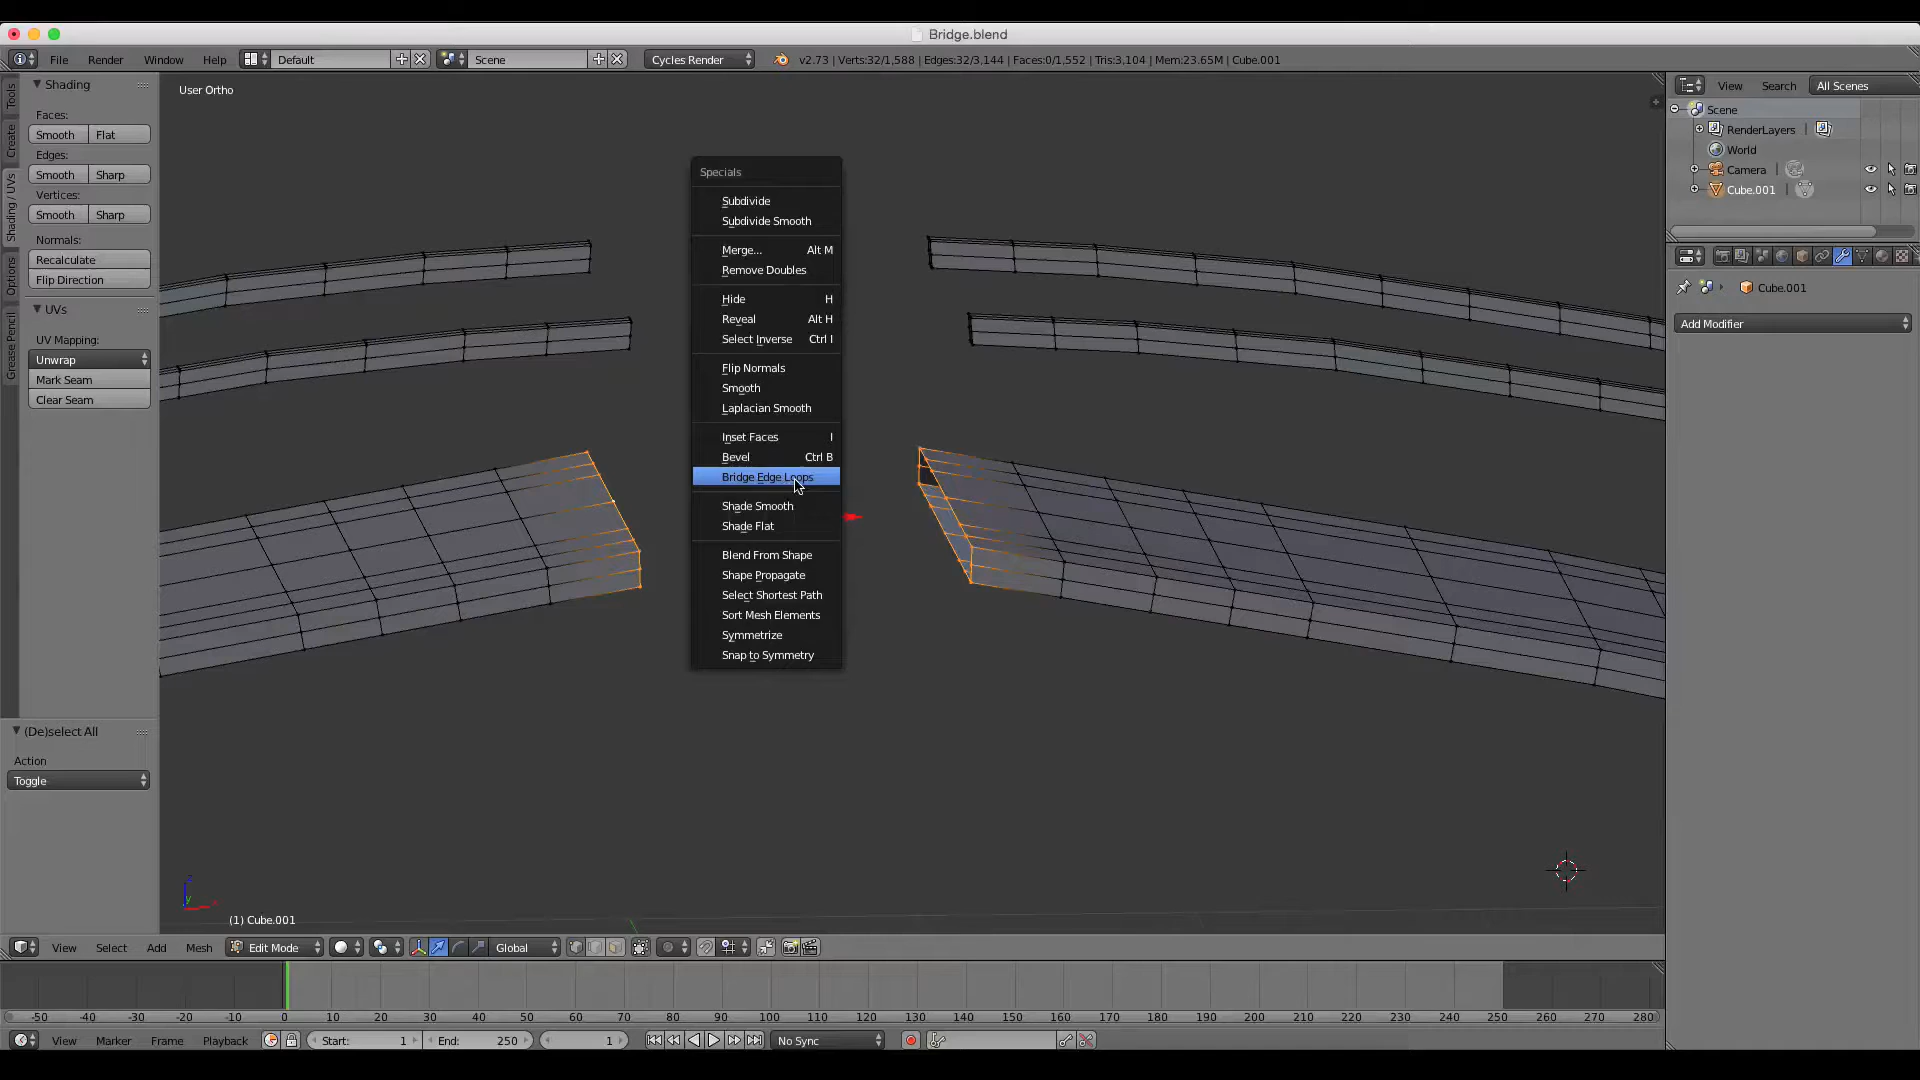 Bridge.blend
File Render Window Help Default Scene Cycles Render v2.73 | Verts:32/1,588 | Edges:32/3,144 | Faces:0/1,552 | Tris:3,104 | Mem:23.65M | Cube.001
Tools
Create
Shading / UVs
Options
Grease Pencil
Shading
Faces:
Smooth Flat
Edges:
Smooth Sharp
Vertices:
Smooth Sharp
Normals:
Recalculate
Flip Direction
UVs
UV Mapping:
Unwrap
Mark Seam
Clear Seam
(De)select All
Action
Toggle
User Ortho
Specials
Subdivide
Subdivide Smooth
Merge... Alt M
Remove Doubles
Hide H
Reveal Alt H
Select Inverse Ctrl I
Flip Normals
Smooth
Laplacian Smooth
Inset Faces I
Bevel Ctrl B
Bridge Edge Loops
Shade Smooth
Shade Flat
Blend From Shape
Shape Propagate
Select Shortest Path
Sort Mesh Elements
Symmetrize
Snap to Symmetry
z
y
(1) Cube.001
View Search All Scenes
Scene
RenderLayers
World
Camera
Cube.001
Cube.001
Add Modifier
View Select Add Mesh Edit Mode Global
-50 -40 -30 -20 -10 0 10 20 30 40 50 60 70 80 90 100 110 120 130 140 150 160 170 180 190 200 210 220 230 240 250 260 270 280
View Marker Frame Playback Start: 1 End: 250 1 No Sync